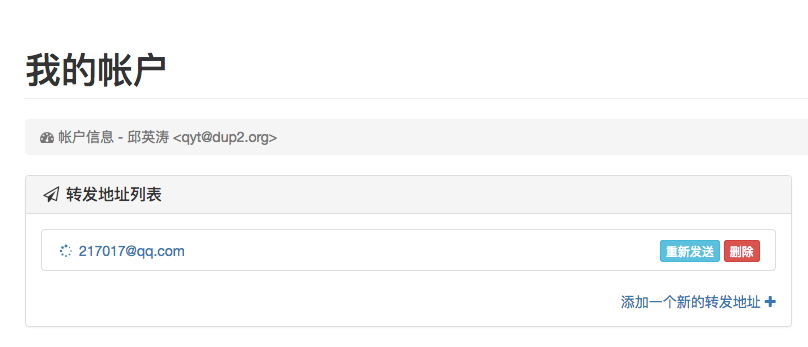 我的帐户
帐户信息 - 邱英涛 <qyt@dup2.org>
转发地址列表
217017@qq.com 重新发送 删除
添加一个新的转发地址